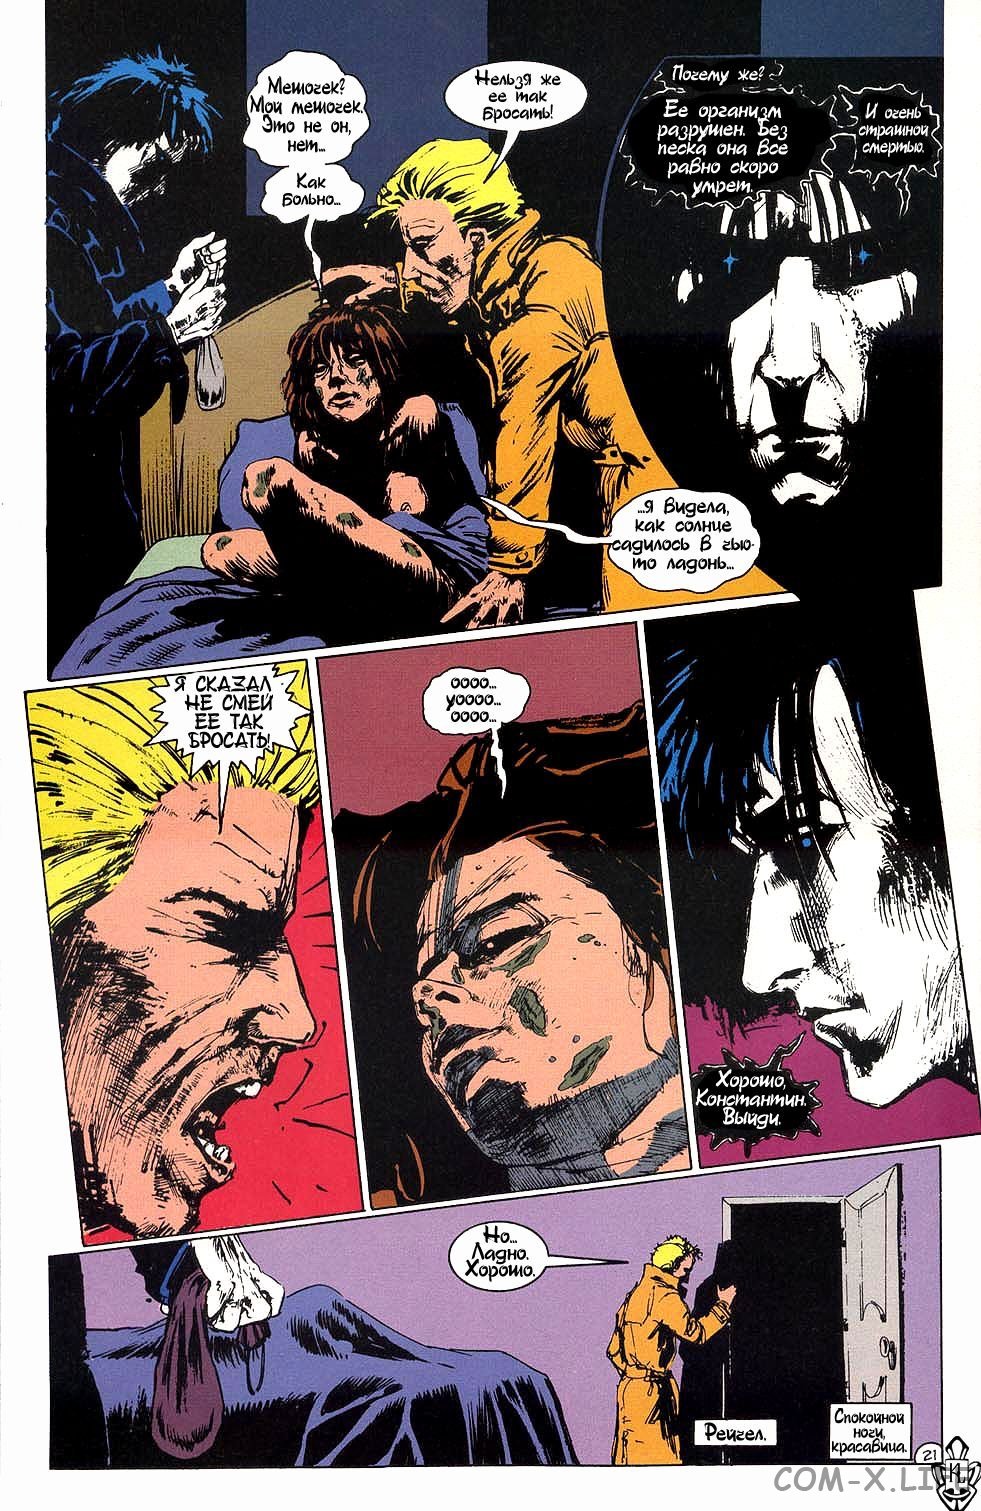 Мешочек?
Мой мешочек.
Это не он,
нет...
Как
больно...
Нельзя же
ее так
бросать!
Почему же?
Ее организм
разрушен. Без
песка она все
равно скоро
умрет.
И очень
страшной
смертью.
...я видела,
как солнце
садилось в чью-
то ладонь...
Я СКАЗАЛ
НЕ СМЕЙ
ЕЕ ТАК
БРОСАТЬ!
оооо...
уоооо...
оооо...
Хорошо,
Константин.
Выйди.
Но...
Ладно.
Хорошо.
Рейчел.
Спокойной
ночи,
красавица.
21
COM-X.LIFE